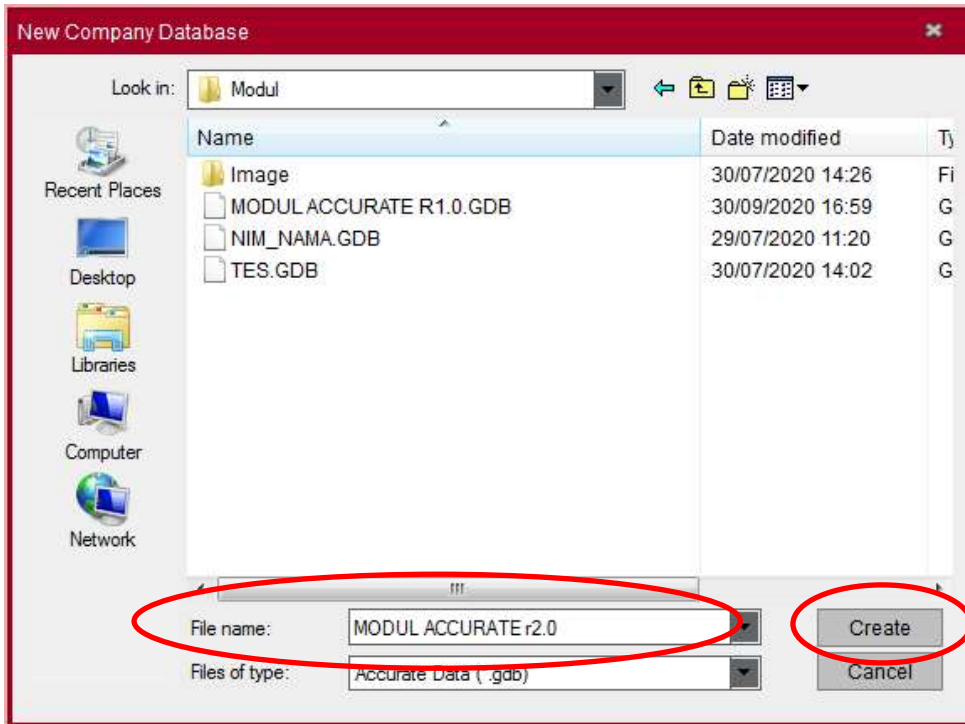 New Company Database
Look in: Modul
Name Date modified Ty
Image 30/07/2020 14:26 Fi
MODUL ACCURATE R1.0.GDB 30/09/2020 16:59 G
NIM_NAMA.GDB 29/07/2020 11:20 G
TES.GDB 30/07/2020 14:02 G
Recent Places
Desktop
Libraries
Computer
Network
File name: MODUL ACCURATE r2.0 Create
Files of type: Accurate Data ( .gdb) Cancel